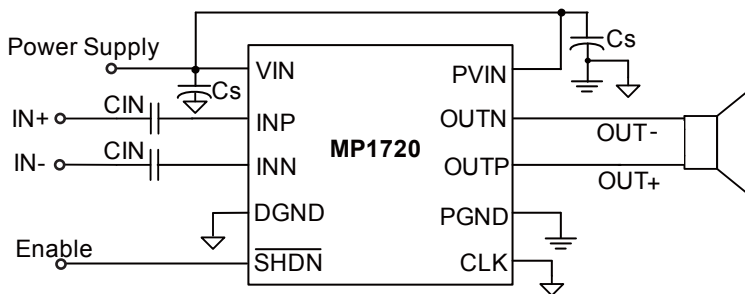 Power Supply
Cs
Cs
VIN
PVIN
CIN
IN+
INP
OUTN
OUT-
MP1720
CIN
IN-
INN
OUTP
OUT+
DGND
PGND
Enable
SHDN
CLK